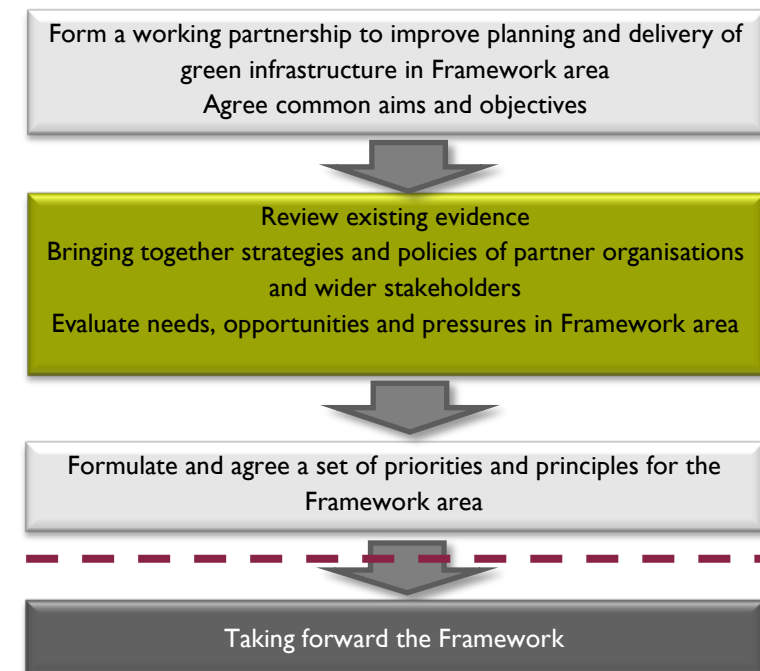 Form a working partnership to improve planning and delivery of
green infrastructure in Framework area
Agree common aims and objectives
Review existing evidence
Bringing together strategies and policies of partner organisations
and wider stakeholders
Evaluate needs, opportunities and pressures in Framework area
Formulate and agree a set of priorities and principles for the
Framework area
Taking forward the Framework